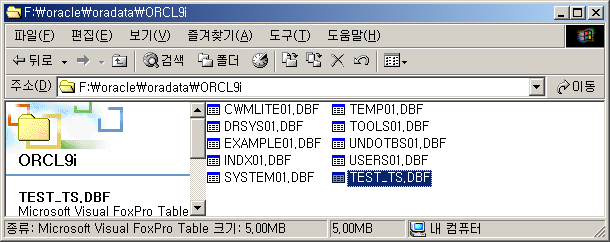 F:\oracle\oradata\ORCL9i
파일(F) 편집(E) 보기(V) 즐겨찾기(A) 도구(T) 도움말(H)
뒤로 검색 폴더
주소(D) F:\oracle\oradata\ORCL9i 이동
ORCL9i
TEST_TS.DBF
Microsoft Visual FoxPro Table
CWMLITE01.DBF
DRSYS01.DBF
EXAMPLE01.DBF
INDX01.DBF
SYSTEM01.DBF
TEMP01.DBF
TOOLS01.DBF
UNDOTBS01.DBF
USERS01.DBF
TEST_TS.DBF
종류: Microsoft Visual FoxPro Table 크기: 5.00MB 5.00MB 내 컴퓨터